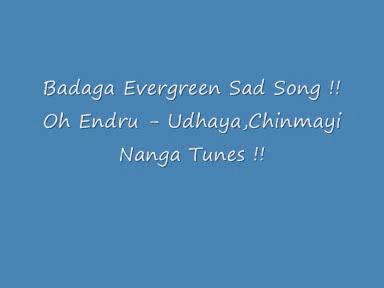 Badaga Evergreen Sad Song !!
Oh Endru - Udhaya,Chinmayi
Nanga Tunes !!